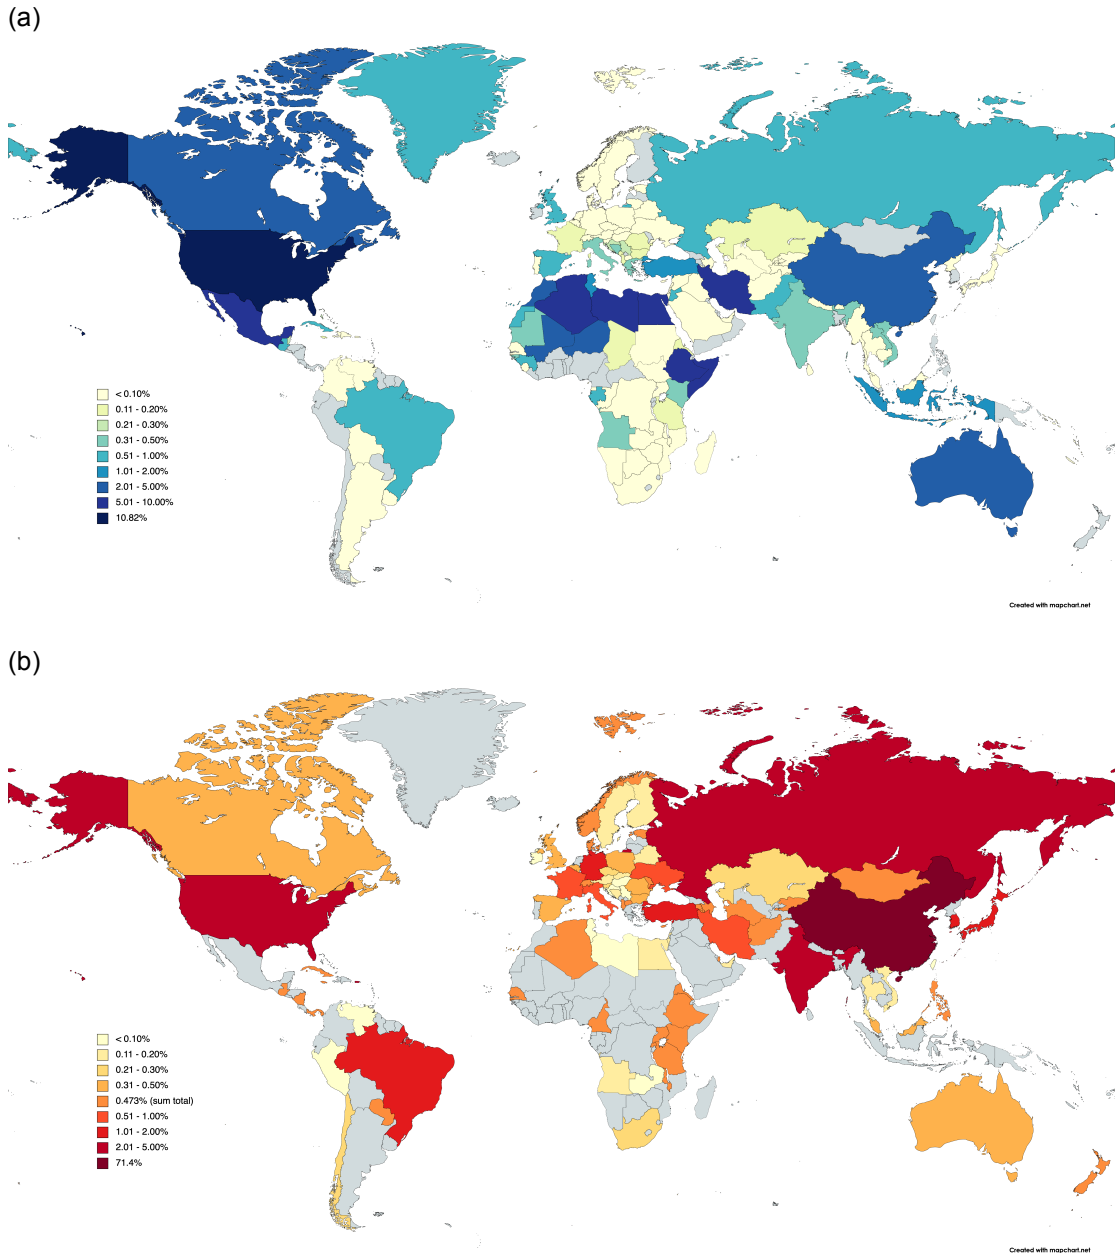 (a)
< 0.10%
0.11 - 0.20%
0.21 - 0.30%
0.31 - 0.50%
0.51 - 1.00%
1.01 - 2.00%
2.01 - 5.00%
5.01 - 10.00%
10.82%
Created with mapchart.net
(b)
< 0.10%
0.11 - 0.20%
0.21 - 0.30%
0.31 - 0.50%
0.473% (sum total)
0.51 - 1.00%
1.01 - 2.00%
2.01 - 5.00%
71.4%
Created with mapchart.net